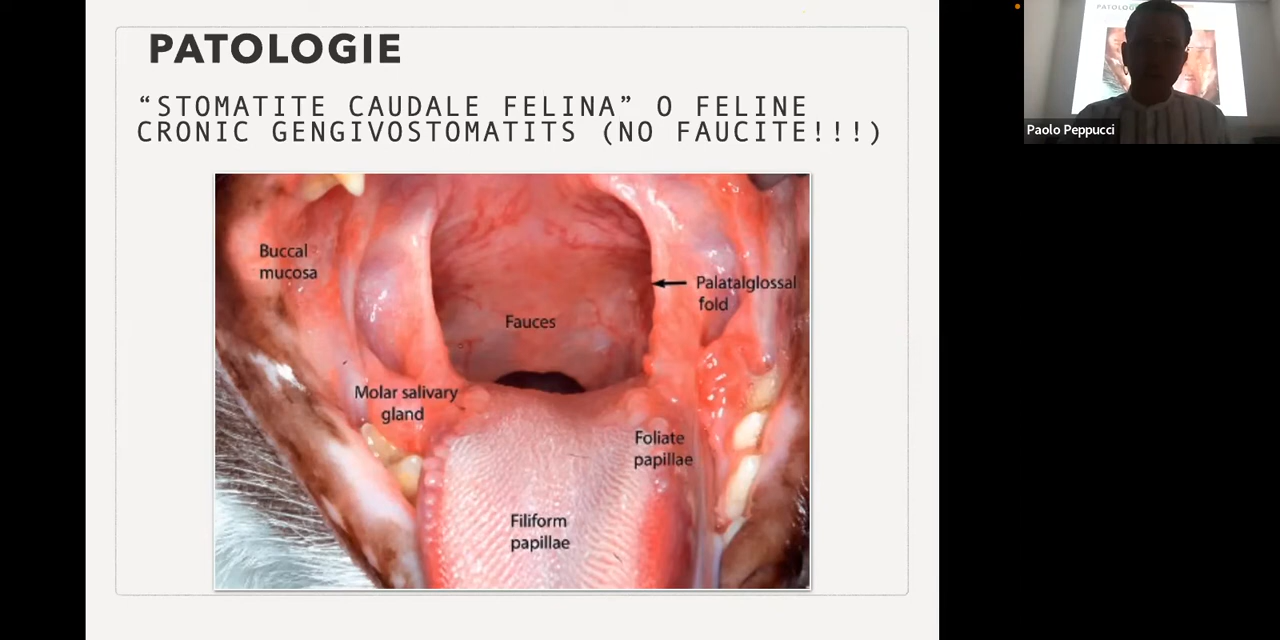 PATOLOGIE
“STOMATITE CAUDALE FELINA” O FELINE
CRONIC GENGIVOSTOMATITS (NO FAUCITE!!!)
Buccal
mucosa
Palatalglossal
fold
Fauces
Molar salivary
gland
Foliate
papillae
Filiform
papillae
Paolo Peppucci